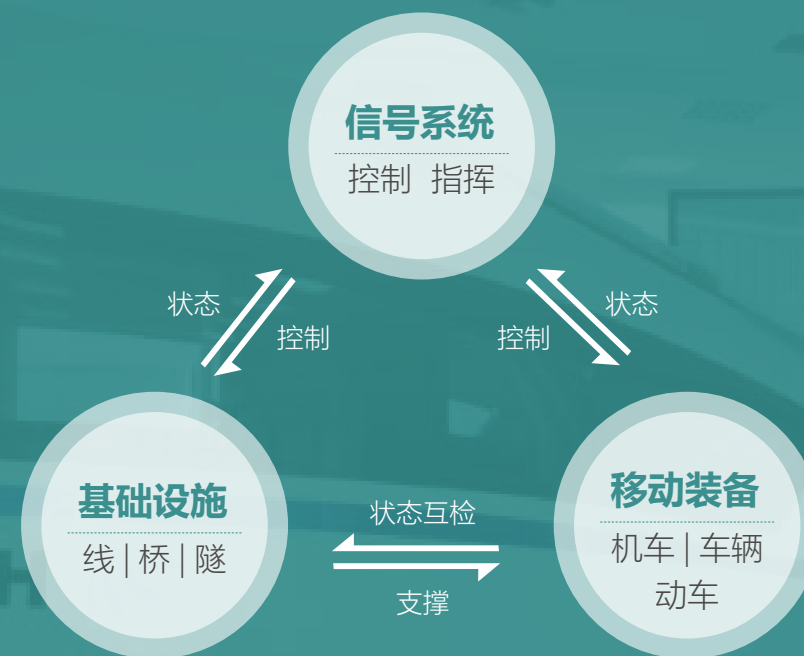 信号系统
控制 指挥
状态
控制
控制
状态
基础设施
线|桥|隧
状态互检
支撑
移动装备
机车|车辆
动车